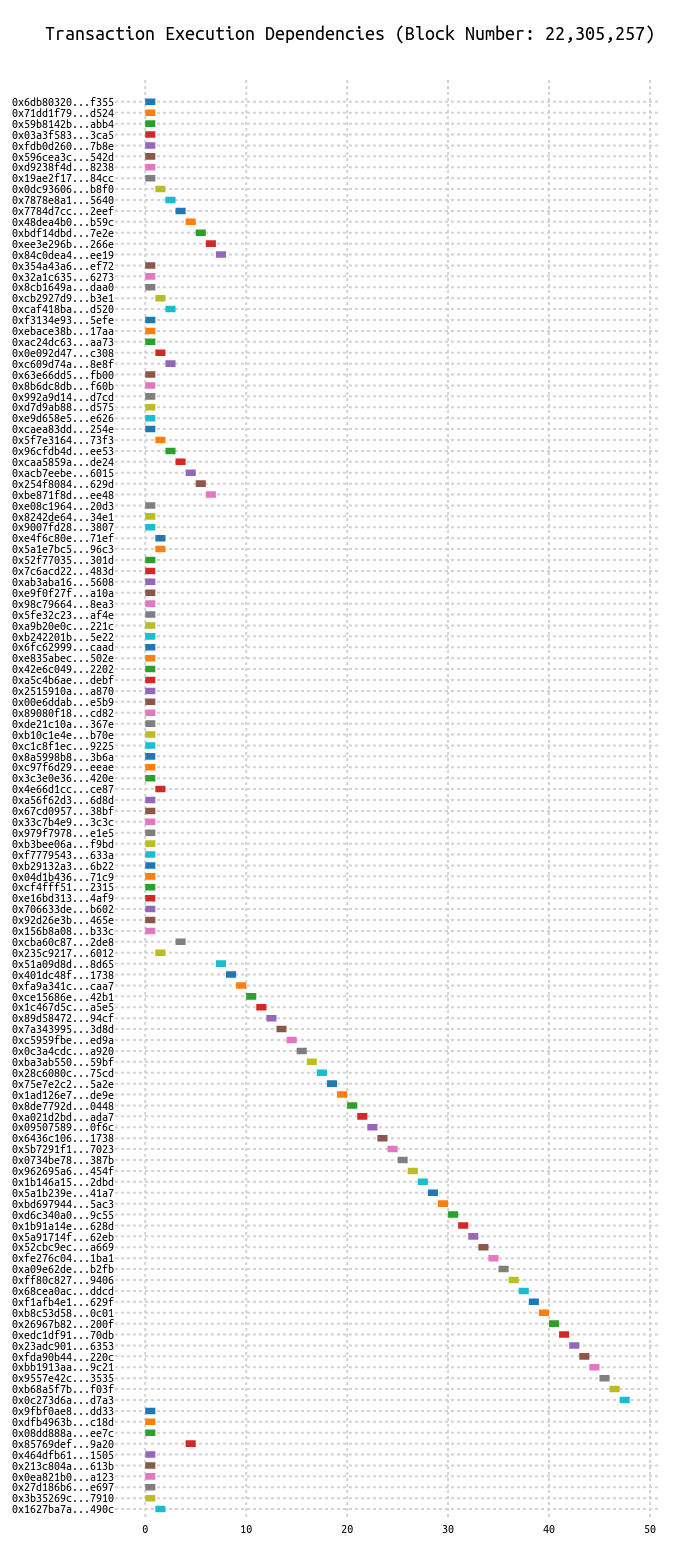 Transaction Execution Dependencies (Block Number: 22,305,257)
0x6db80320...f355
0x71dd1f79...d524
0x59b8142b...abb4
0x03a3f583...3ca5
0xfdb0d260...7b8e
0x596cea3c...542d
0xd9238f4d...8238
0x19ae2f17...84cc
0x0dc93606...b8f0
0x7878e8a1...5640
0x7784d7cc...2eef
0x48dea4b0...b59c
0xbdf14dbd...7e2e
0xee3e296b...266e
0x84c0dea4...ee19
0x354a43a6...ef72
0x32a1c635...6273
0x8cb1649a...daa0
0xcb2927d9...b3e1
0xcaf418ba...d520
0xf3134e93...5efe
0xebace38b...17aa
0xac24dc63...aa73
0x0e092d47...c308
0xc609d74a...8e8f
0x63e66dd5...fb00
0x8b6dc8db...f60b
0x992a9d14...d7cd
0xd7d9ab88...d575
0xe9d658e5...e626
0xcaea83dd...254e
0x5f7e3164...73f3
0x96cfdb4d...ee53
0xcaa5859a...de24
0xacb7eebe...6015
0x254f8084...629d
0xbe871f8d...ee48
0xe08c1964...20d3
0x8242de64...34e1
0x9007fd28...3807
0xe4f6c80e...71ef
0x5a1e7bc5...96c3
0x52f77035...301d
0x7c6acd22...483d
0xab3aba16...5608
0xe9f0f27f...a10a
0x98c79664...8ea3
0x5fe32c23...af4e
0xa9b20e0c...221c
0xb242201b...5e22
0x6fc62999...caad
0xe835abec...502e
0x42e6c049...2202
0xa5c4b6ae...debf
0x2515910a...a870
0x00e6ddab...e5b9
0x89080f18...cd82
0xde21c10a...367e
0xb10c1e4e...b70e
0xc1c8f1ec...9225
0x8a5998b8...3b6a
0xc97f6d29...eeae
0x3c3e0e36...420e
0x4e66d1cc...ce87
0xa56f62d3...6d8d
0x67cd0957...38bf
0x33c7b4e9...3c3c
0x979f7978...e1e5
0xb3bee06a...f9bd
0xf7779543...633a
0xb29132a3...6b22
0x04d1b436...71c9
0xcf4fff51...2315
0xe16bd313...4af9
0x706633de...b602
0x92d26e3b...465e
0x156b8a08...b33c
0xcba60c87...2de8
0x235c9217...6012
0x51a09d8d...8d65
0x401dc48f...1738
0xfa9a341c...caa7
0xce15686e...42b1
0x1c467d5c...a5e5
0x89d58472...94cf
0x7a343995...3d8d
0xc5959fbe...ed9a
0x0c3a4cdc...a920
0xba3ab550...59bf
0x28c6080c...75cd
0x75e7e2c2...5a2e
0x1ad126e7...de9e
0x8de7792d...0448
0xa021d2bd...ada7
0x09507589...0f6c
0x6436c106...1738
0x5b7291f1...7023
0x0734be78...387b
0x962695a6...454f
0x1b146a15...2dbd
0x5a1b239e...41a7
0xbd697944...5ac3
0xd6c340a0...9c55
0x1b91a14e...628d
0x5a91714f...62eb
0x52cbc9ec...a669
0xfe276c04...1ba1
0xa09e62de...b2fb
0xff80c827...9406
0x68cea0ac...ddcd
0xf1afb4e1...629f
0xb8c53d58...0c01
0x26967b82...200f
0xedc1df91...70db
0x23adc901...6353
0xfda90b44...220c
0xbb1913aa...9c21
0x9557e42c...3535
0xb68a5f7b...f03f
0x0c273d6a...d7a3
0x9fbf0ae8...dd33
0xdfb4963b...c18d
0x08dd888a...ee7c
0x85769def...9a20
0x464dfb61...1505
0x213c804a...613b
0x0ea821b0...a123
0x27d186b6...e697
0x3b35269c...7910
0x1627ba7a...490c
0 10 20 30 40 50